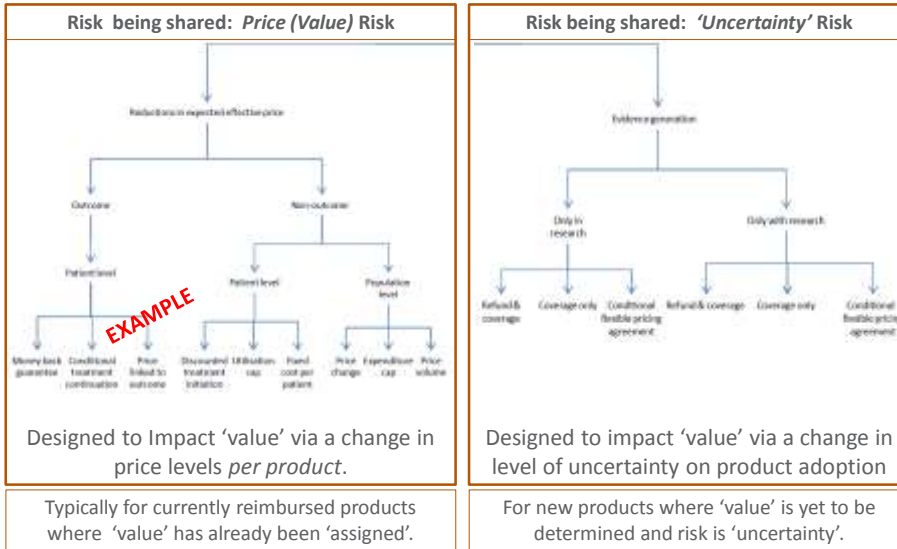 Risk being shared: Price (Value) Risk
Reductions in expected effective price
Outcome
Non-outcome
Patient level
Patient level
Population
level
EXAMPLE
Money back
guarantee
Conditional
treatment
continuation
Price
linked to
outcome
Discounted
treatment
initiation
Utilisation
cap
Fixed
cost per
patient
Price
change
Expenditure
cap
Price
volume
Designed to Impact ‘value’ via a change in
price levels per product.
Typically for currently reimbursed products
where ‘value’ has already been ‘assigned’.
Risk being shared: ‘Uncertainty’ Risk
Evidence generation
Only in
research
Only with research
Refund &
coverage
Coverage only
Conditional
flexible pricing
agreement
Refund & coverage
Coverage only
Conditional
flexible pricing
agreement
Designed to impact ‘value’ via a change in
level of uncertainty on product adoption
For new products where ‘value’ is yet to be
determined and risk is ‘uncertainty’.